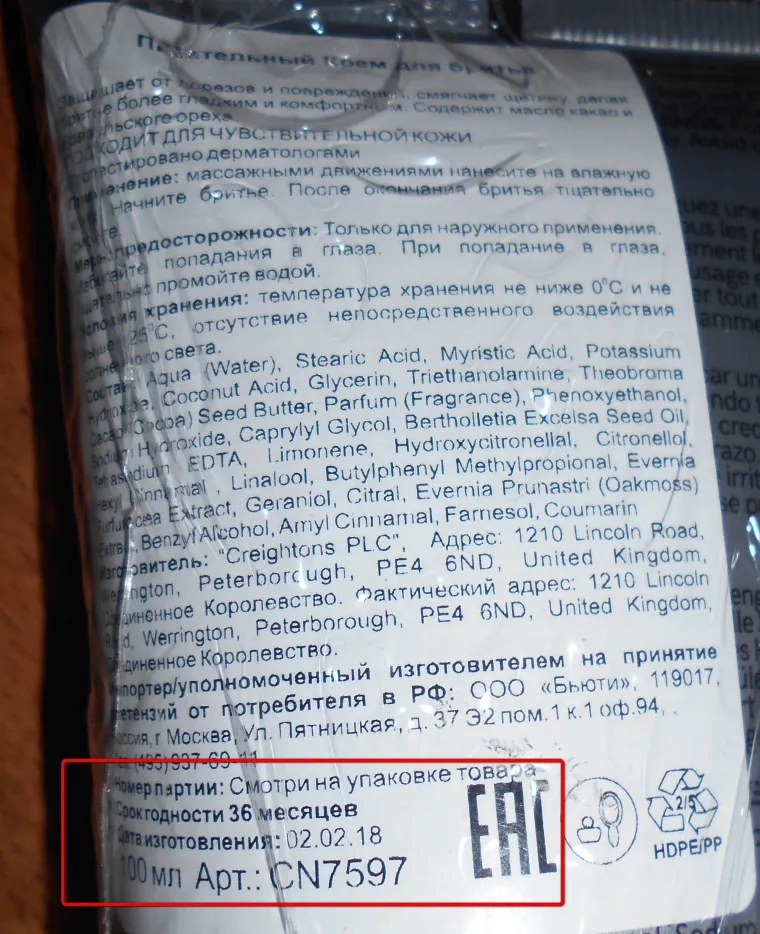 Питательный Крем для бритья
Защищает от порезов и повреждений, смягчает щетину, делая
бритье более гладким и комфортным. Содержит масло какао и
бразильского ореха
ПОДХОДИТ ДЛЯ ЧУВСТВИТЕЛЬНОЙ КОЖИ
Протестировано дерматологами
Применение: массажными движениями нанесите на влажную
Начните бритье. После окончания бритья тщательно
смойте.
Меры предосторожности: Только для наружного применения.
Избегайте попадания в глаза. При попадание в глаза,
тщательно промойте водой.
Условия хранения: температура хранения не ниже 0°C и не
выше 25°C, отсутствие непосредственного воздействия
солнечного света.
Состав: Aqua (Water), Stearic Acid, Myristic Acid, Potassium
Hydroxide, Coconut Acid, Glycerin, Triethanolamine, Theobroma
Cacao (Cocoa) Seed Butter, Parfum (Fragrance), Phenoxyethanol,
Sodium Hydroxide, Caprylyl Glycol, Bertholletia Excelsa Seed Oil,
Tetrasodium EDTA, Limonene, Hydroxycitronellal, Citronellol,
Hexyl Cinnamal , Linalool, Butylphenyl Methylpropional, Evernia
Furfuracea Extract, Geraniol, Citral, Evernia Prunastri (Oakmoss)
Extract, Benzyl Alcohol, Amyl Cinnamal, Farnesol, Coumarin
Изготовитель: "Creightons PLC", Адрес: 1210 Lincoln Road,
Werrington, Peterborough, PE4 6ND, United Kingdom,
Соединенное Королевство. Фактический адрес: 1210 Lincoln
Road, Werrington, Peterborough, PE4 6ND, United Kingdom,
Соединенное Королевство.
Импортер/уполномоченный изготовителем на принятие
претензий от потребителя в РФ: ООО «Бьюти», 119017,
Россия, г Москва, Ул. Пятницкая, д. 37 Э2 пом.1 к.1 оф.94,
Тел. (495) 937-69-11
Номер партии: Смотри на упаковке товара
Срок годности 36 месяцев
Дата изготовления: 02.02.18
100 мл Арт.: CN7597
EAC
2/5
HDPE/PP